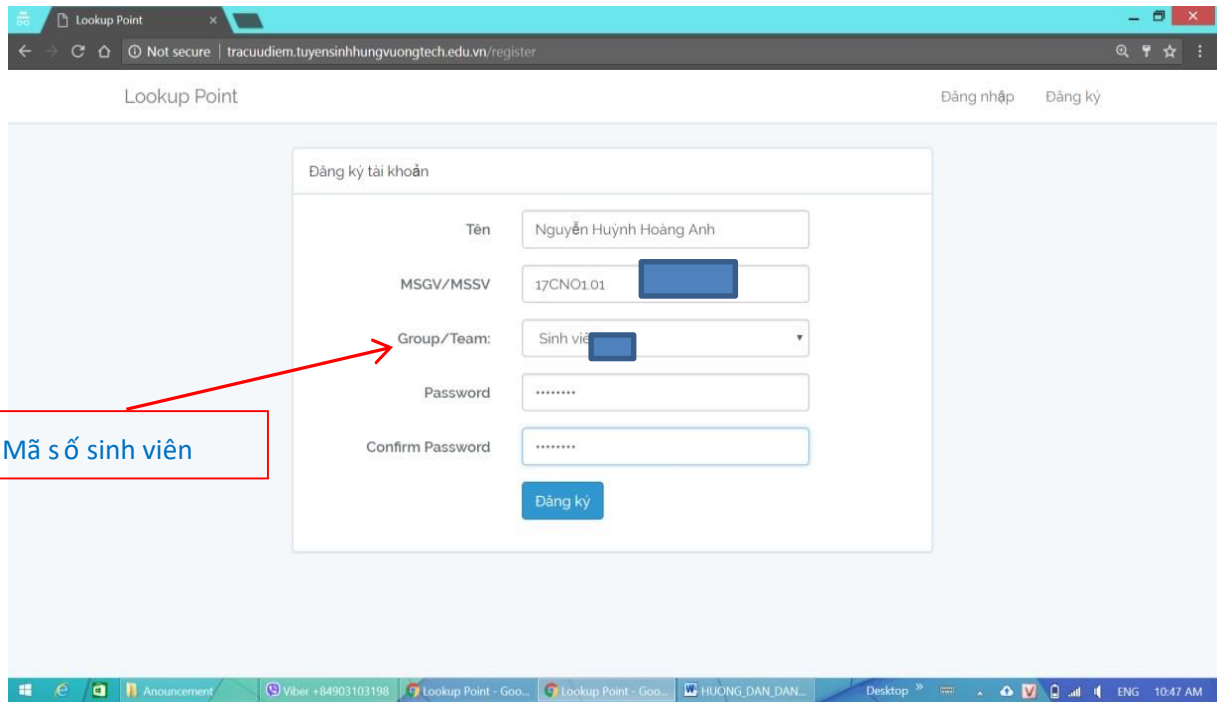 Lookup Point
Not secure | tracuudiem.tuyensinhhungvuongtech.edu.vn/register
Lookup Point
Đăng nhập
Đăng ký
Đăng ký tài khoản
Tên
Nguyễn Huỳnh Hoàng Anh
MSGV/MSSV
17CNO1.01
Group/Team:
Sinh viê
Password
Mã số sinh viên
Confirm Password
Đăng ký
Anouncement
Viber +84903103198
Lookup Point - Goo...
Lookup Point - Goo...
HUONG_DAN_DAN...
Desktop
ENG
10:47 AM